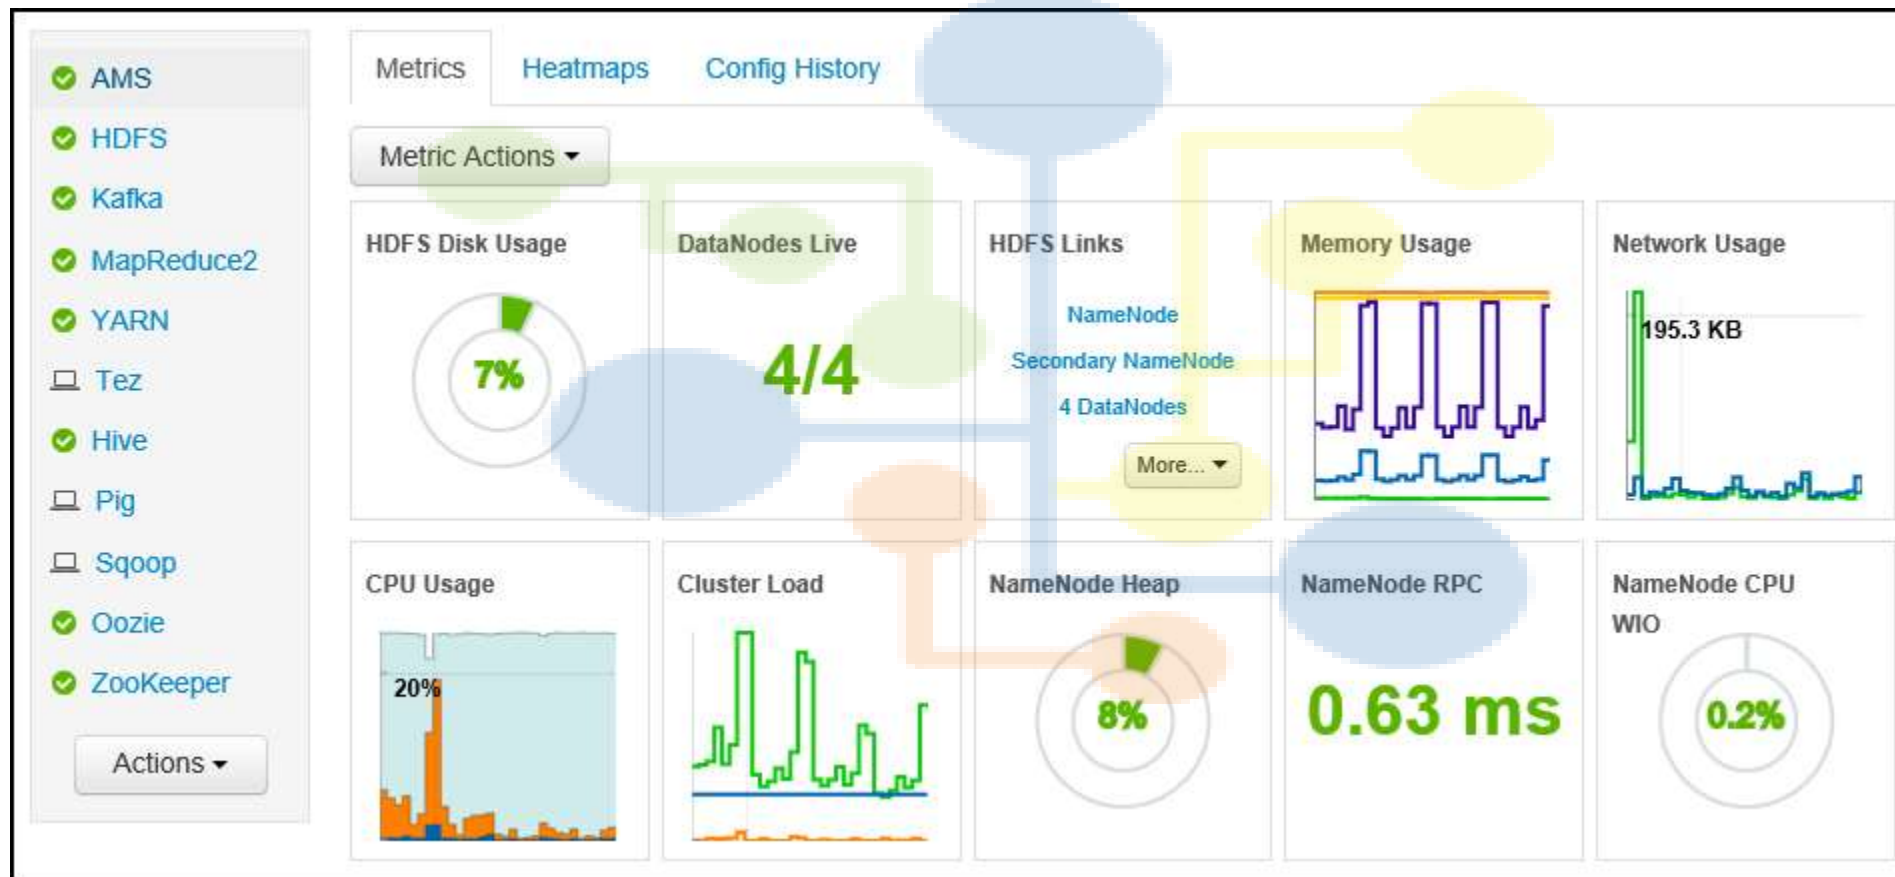 AMS
HDFS
Kafka
MapReduce2
YARN
Tez
Hive
Pig
Sqoop
Oozie
ZooKeeper
Actions
Metrics
Heatmaps
Config History
Metric Actions
HDFS Disk Usage
7%
DataNodes Live
4/4
HDFS Links
NameNode
Secondary NameNode
4 DataNodes
More...
Memory Usage
Network Usage
195.3 KB
CPU Usage
20%
Cluster Load
NameNode Heap
8%
NameNode RPC
0.63 ms
NameNode CPU
WIO
0.2%